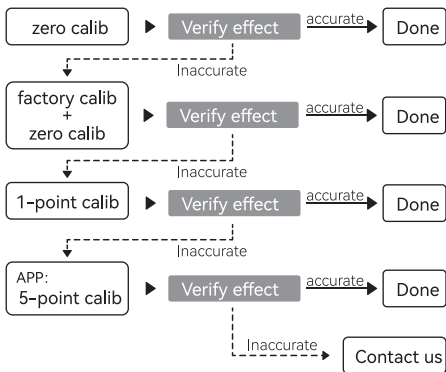 zero calib
Verify effect
accurate
Done
Inaccurate
factory calib
+
zero calib
Verify effect
accurate
Done
Inaccurate
1-point calib
Verify effect
accurate
Done
Inaccurate
APP:
5-point calib
Verify effect
accurate
Done
Inaccurate
Contact us